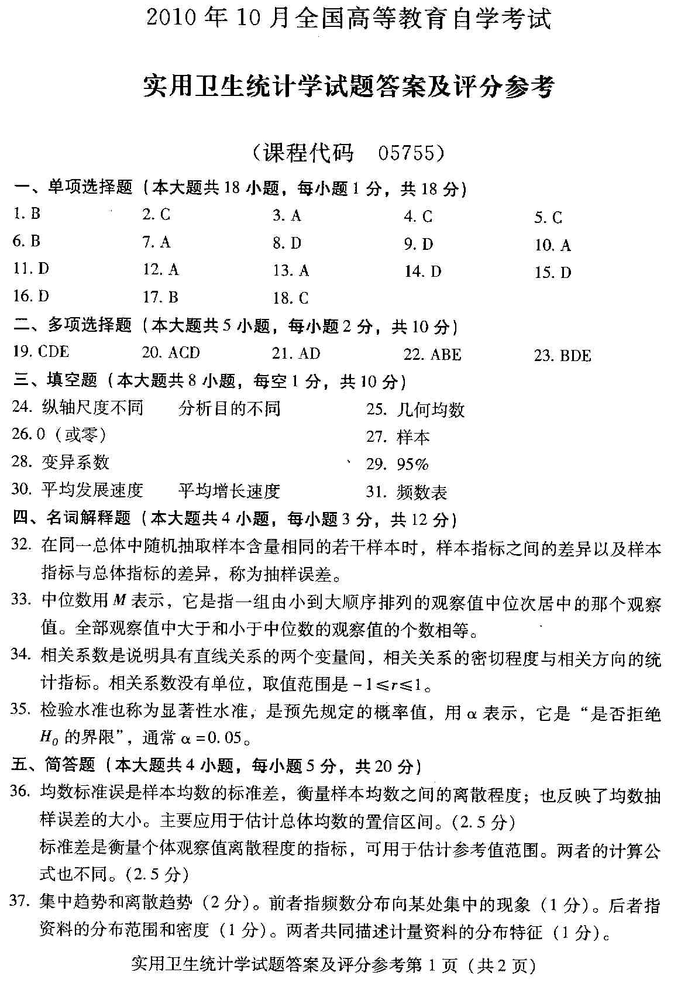 2010 年 10 月全国高等教育自学考试
实用卫生统计学试题答案及评分参考
(课程代码 05755)
一、单项选择题（本大题共18 小题，每小题1 分，共18 分）
1. B 2. C 3. A 4. C 5. C
6. B 7. A 8. D 9. D 10. A
11. D 12. A 13. A 14. D 15. D
16. D 17. B 18. C
二、多项选择题（本大题共5 小题，每小题2 分，共10 分）
19. CDE 20. ACD 21. AD 22. ABE 23. BDE
三、填空题（本大题共8 小题，每空1 分，共10 分）
24. 纵轴尺度不同 分析目的不同 25. 几何均数
26. 0（或零） 27. 样本
28. 变异系数 29. 95%
30. 平均发展速度 平均增长速度 31. 频数表
四、名词解释题（本大题共4 小题，每小题3 分，共12 分）
32. 在同一总体中随机抽取样本含量相同的若干样本时，样本指标之间的差异以及样本
指标与总体指标的差异，称为抽样误差。
33. 中位数用 M 表示，它是指一组由小到大顺序排列的观察值中位次居中的那个观察
值。全部观察值中大于和小于中位数的观察值的个数相等。
34. 相关系数是说明具有直线关系的两个变量间，相关关系的密切程度与相关方向的统
计指标。相关系数没有单位，取值范围是 -1≤r≤1。
35. 检验水准也称为显著性水准，是预先规定的概率值，用 α 表示，它是“是否拒绝
H₀ 的界限”，通常 α =0.05。
五、简答题（本大题共4 小题，每小题5 分，共20 分）
36. 均数标准误是样本均数的标准差，衡量样本均数之间的离散程度；也反映了均数抽
样误差的大小。主要应用于估计总体均数的置信区间。(2.5 分)
标准差是衡量个体观察值离散程度的指标，可用于估计参考值范围。两者的计算公
式也不同。(2.5 分)
37. 集中趋势和离散趋势（2 分）。前者指频数分布向某处集中的现象（1 分）。后者指
资料的分布范围和密度（1 分）。两者共同描述计量资料的分布特征（1 分）。
实用卫生统计学试题答案及评分参考第 1 页（共 2 页）